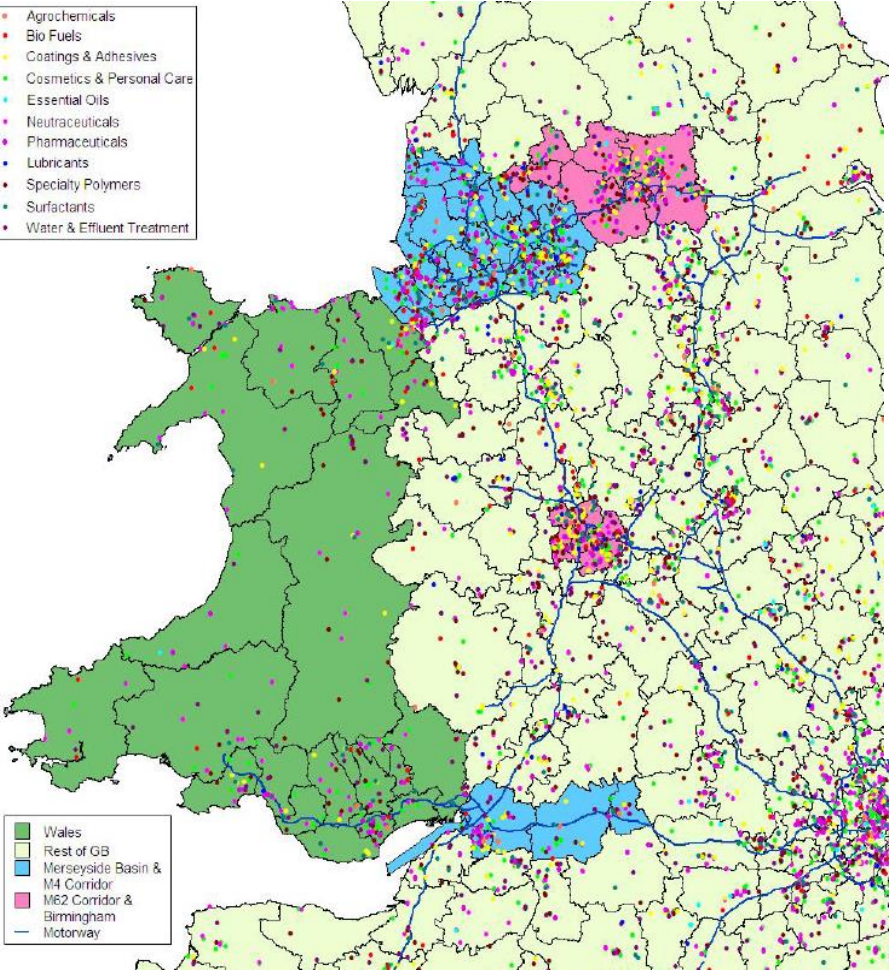 Agrochemicals
Bio Fuels
Coatings & Adhesives
Cosmetics & Personal Care
Essential Oils
Neutraceuticals
Pharmaceuticals
Lubricants
Specialty Polymers
Surfactants
Water & Effluent Treatment
Wales
Rest of GB
Merseyside Basin &
M4 Corridor
M62 Corridor &
Birmingham
Motorway